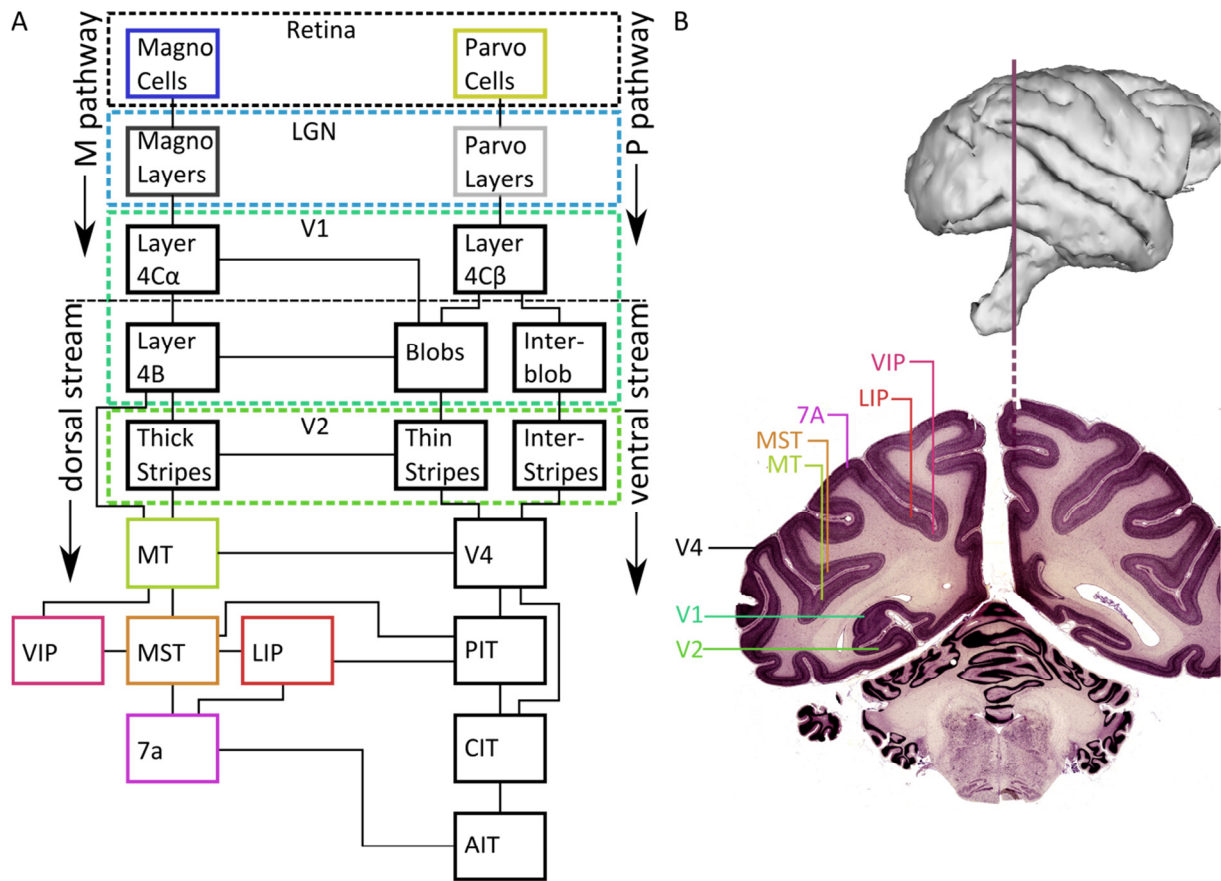 A
M pathway
Retina
Magno
Cells
Parvo
Cells
P pathway
LGN
Magno
Layers
Parvo
Layers
V1
Layer
4Cα
Layer
4Cβ
dorsal stream
Layer
4B
Blobs
Inter-
blob
ventral stream
V2
Thick
Stripes
Thin
Stripes
Inter-
Stripes
MT
V4
VIP
MST
LIP
PIT
7a
CIT
AIT
B
VIP
LIP
7A
MST
MT
V4
V1
V2